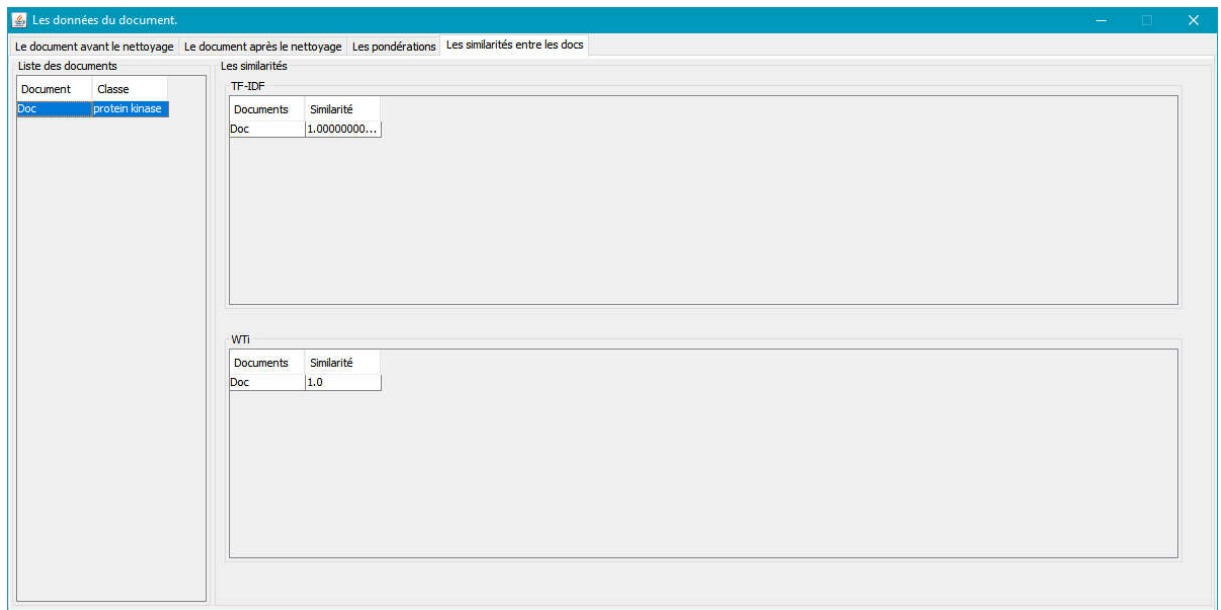 Les données du document.
Le document avant le nettoyage Le document après le nettoyage Les pondérations Les similarités entre les docs
Liste des documents
Document Classe
Doc protein kinase
Les similarités
TF-IDF
Documents Similarité
Doc 1.00000000...
WTi
Documents Similarité
Doc 1.0